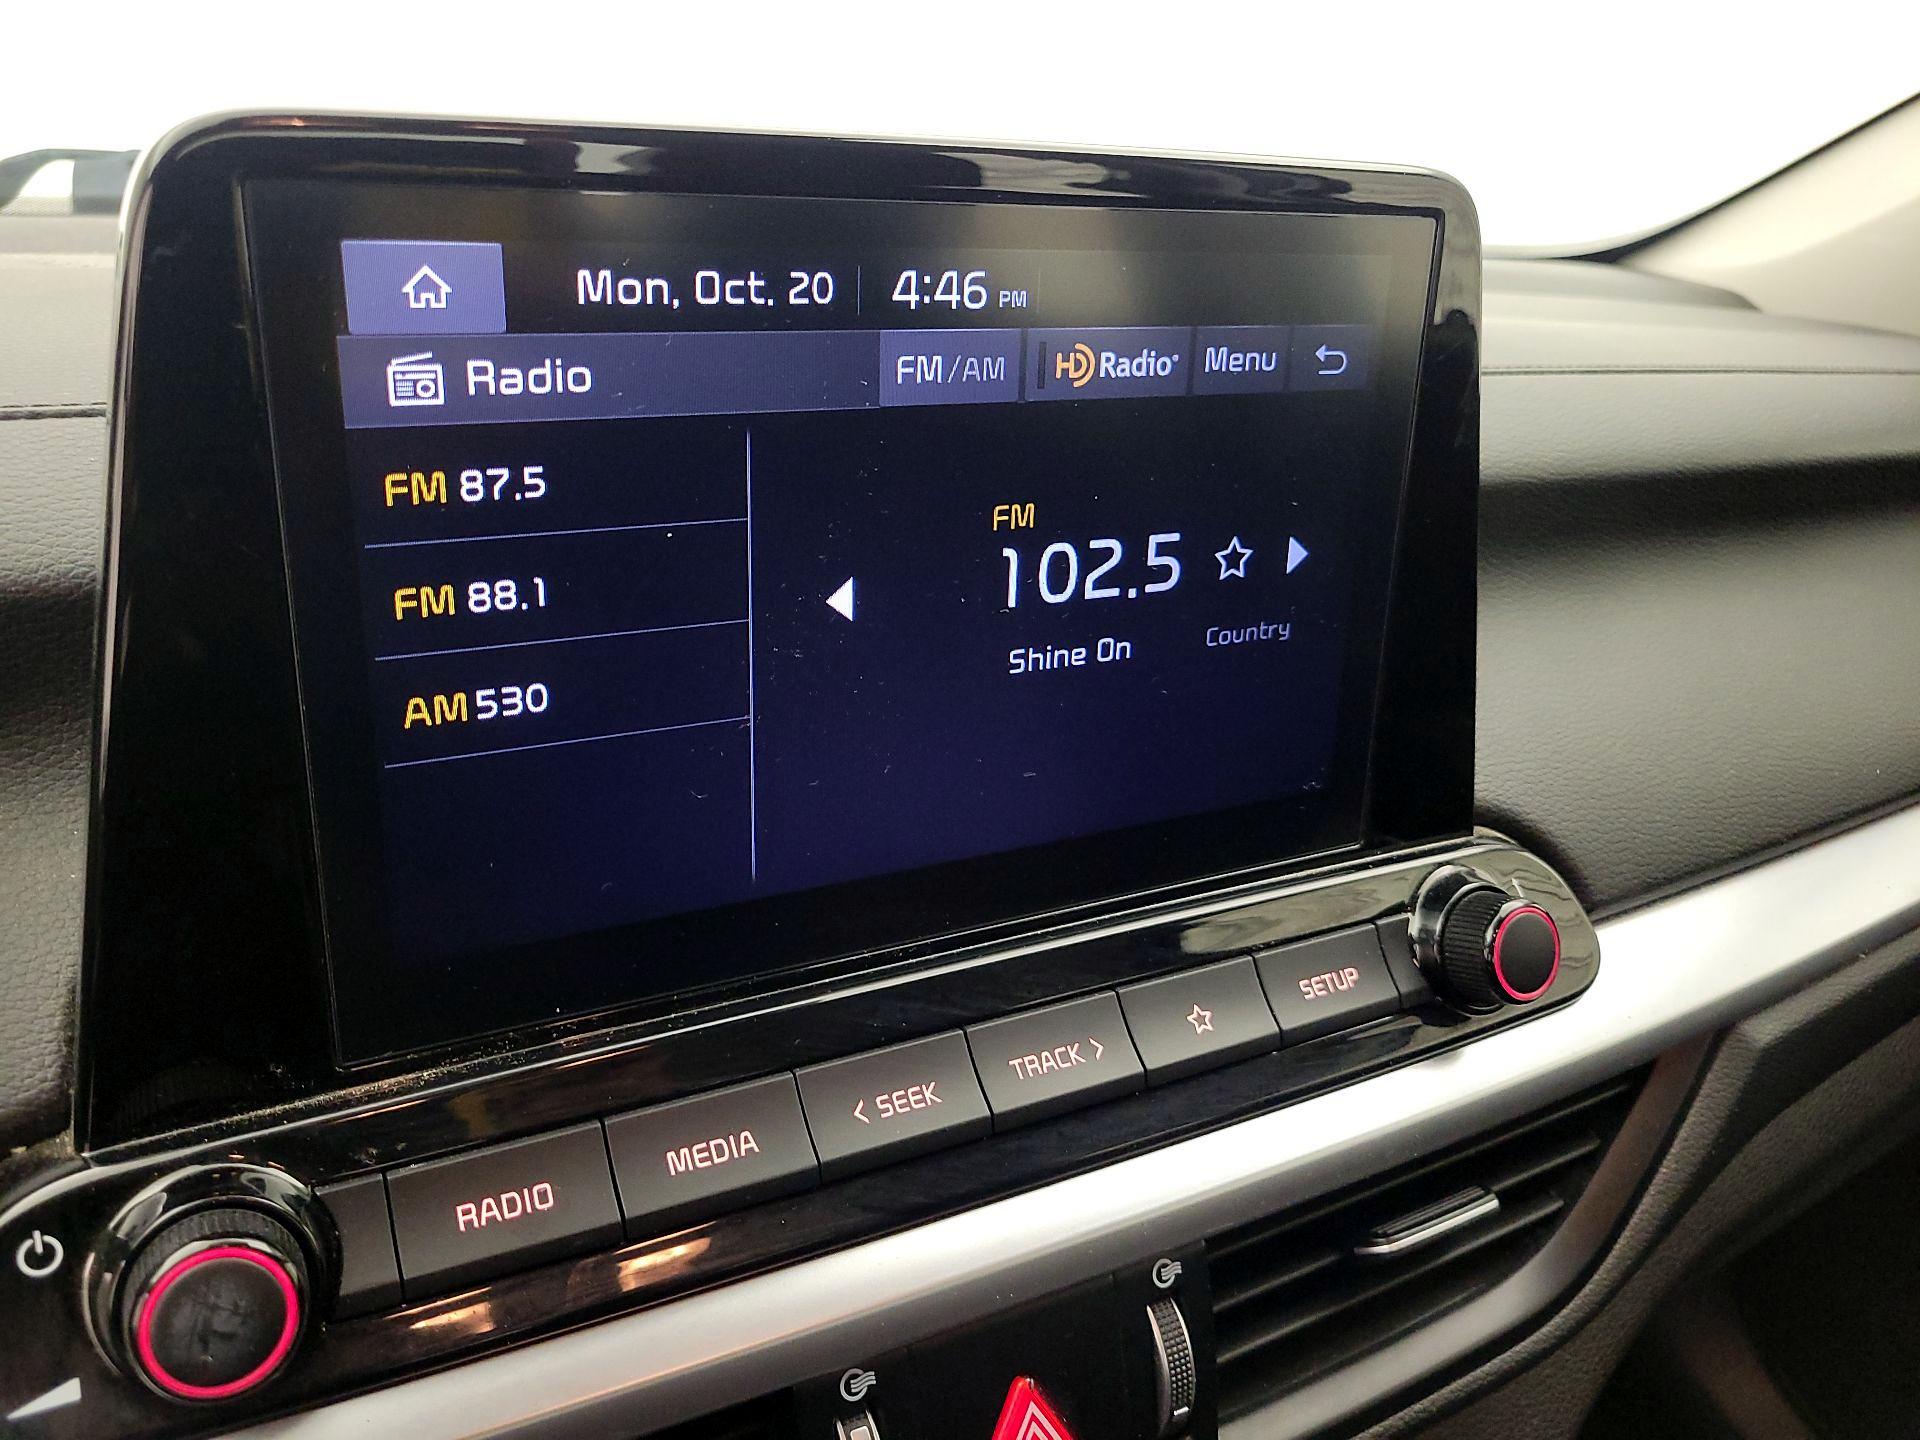 Mon, Oct. 20 4:46 PM
Radio FM/AM HD Radio Menu
FM 87.5
FM 88.1
AM 530
FM
102.5
Shine On Country
RADIO MEDIA < SEEK TRACK > SETUP